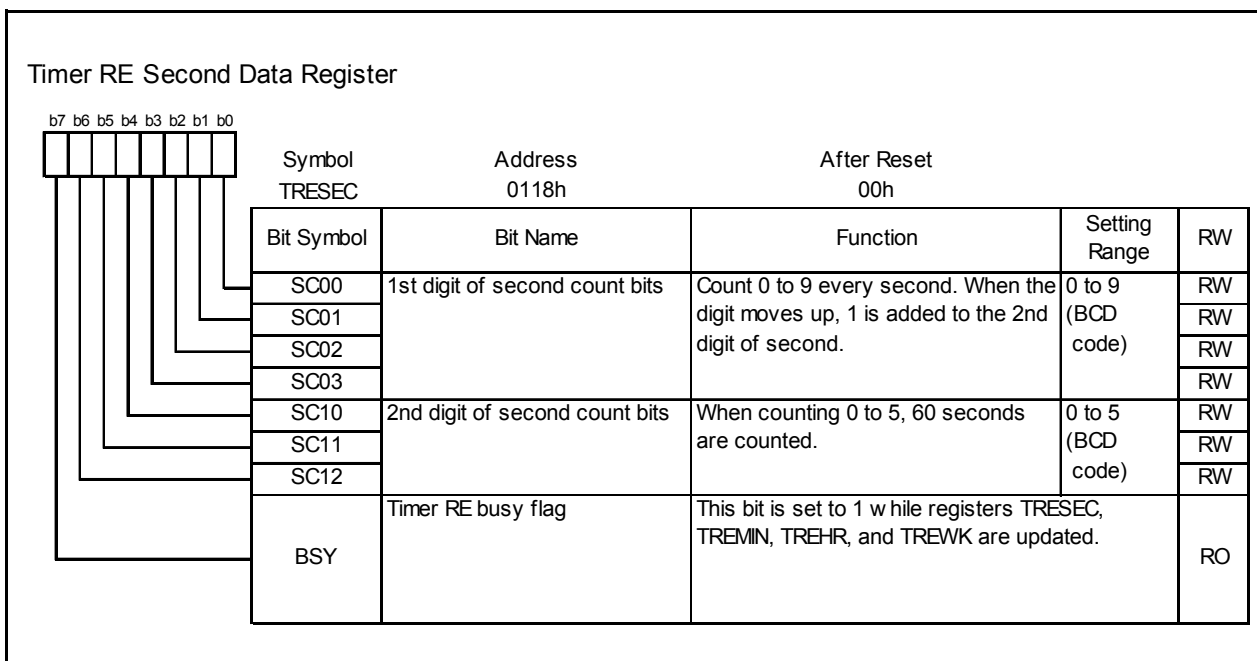 Timer RE Second Data Register
b7 b6 b5 b4 b3 b2 b1 b0
Symbol Address After Reset
TRESEC 0118h 00h
Bit Symbol Bit Name Function Setting Range RW
SC00 1st digit of second count bits Count 0 to 9 every second. When the 0 to 9 RW
SC01 digit moves up, 1 is added to the 2nd (BCD RW
SC02 digit of second. code) RW
SC03 RW
SC10 2nd digit of second count bits When counting 0 to 5, 60 seconds 0 to 5 RW
SC11 are counted. (BCD RW
SC12 code) RW
Timer RE busy flag This bit is set to 1 w hile registers TRESEC,
TREMIN, TREHR, and TREWK are updated.
BSY RO